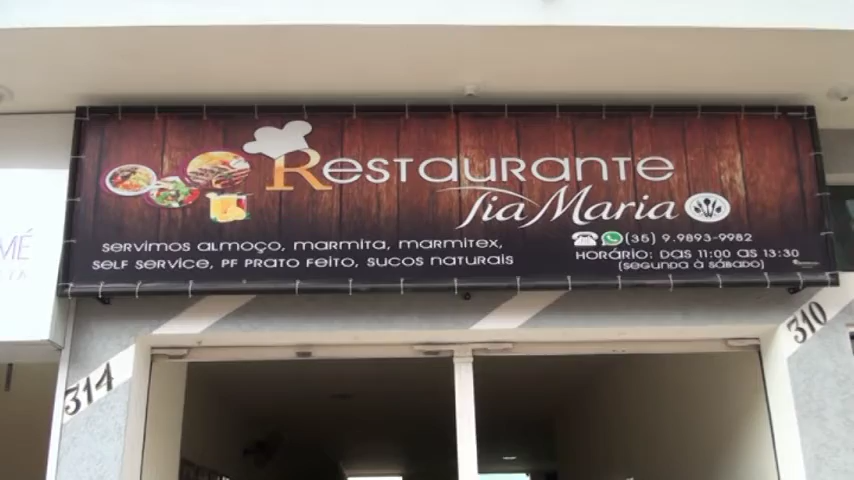 Restaurante
Tia Maria
servimos almoço, marmita, marmitex,
self service, pf prato feito, sucos naturais
(35) 9.9893-9982
Horário: das 11:00 as 13:30
(segunda à sábado)
314
310
MÉ